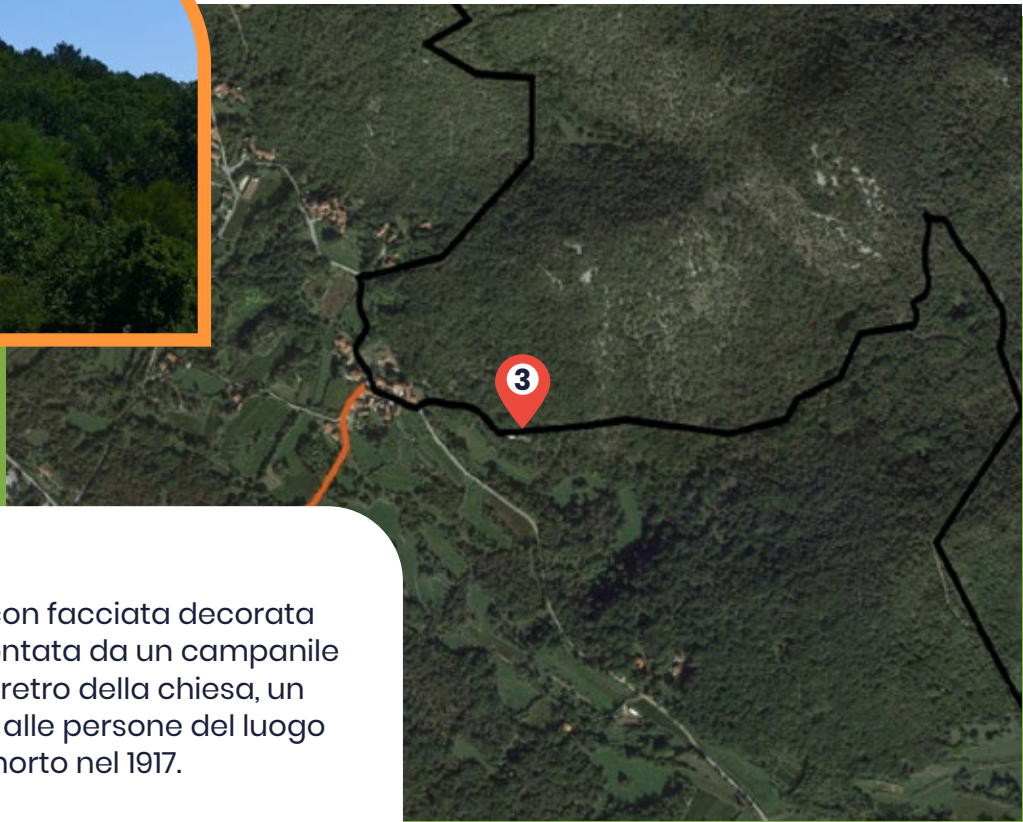 3
con facciata decorata
ntata da un campanile
retro della chiesa, un
alle persone del luogo
morto nel 1917.